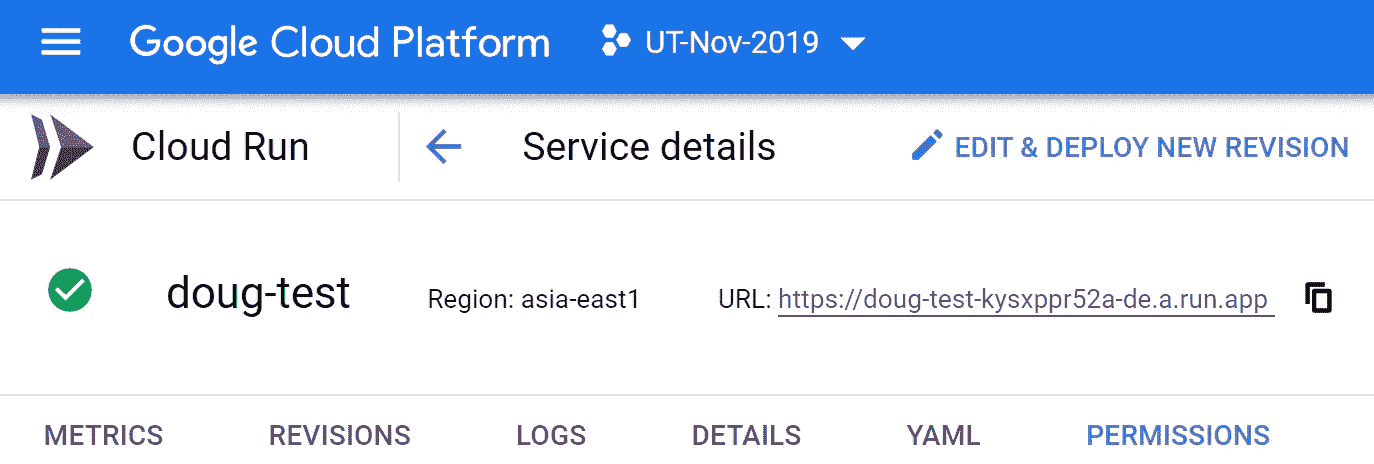 Google Cloud Platform UT-Nov-2019
Cloud Run Service details EDIT & DEPLOY NEW REVISION
doug-test Region: asia-east1 URL: https://doug-test-kysxppr52a-de.a.run.app
METRICS REVISIONS LOGS DETAILS YAML PERMISSIONS